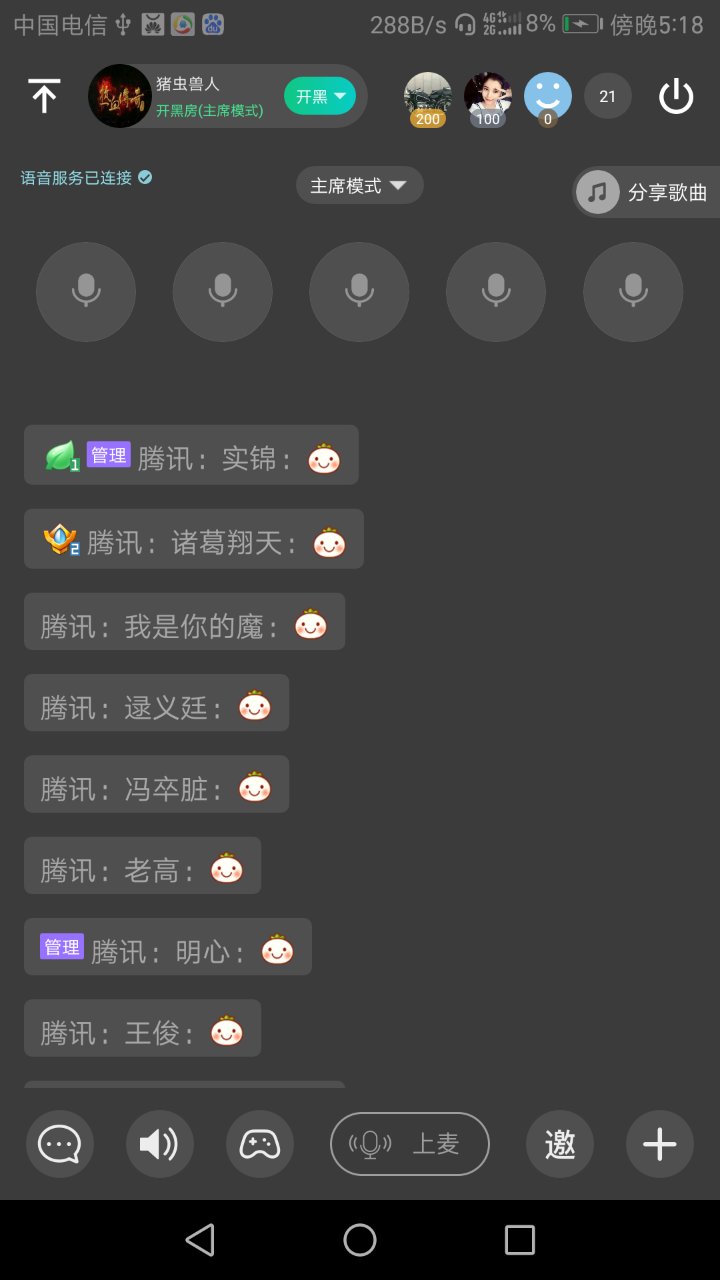 中国电信 288B/s 4G 2G 8% 傍晚5:18
猪虫兽人
开黑房(主席模式)
开黑
200 100 0 21
语音服务已连接
主席模式
分享歌曲
1 管理 腾讯：实锦：
2 腾讯：诸葛翔天：
腾讯：我是你的魔：
腾讯：逯义廷：
腾讯：冯卒脏：
腾讯：老高：
管理 腾讯：明心：
腾讯：王俊：
上麦
邀